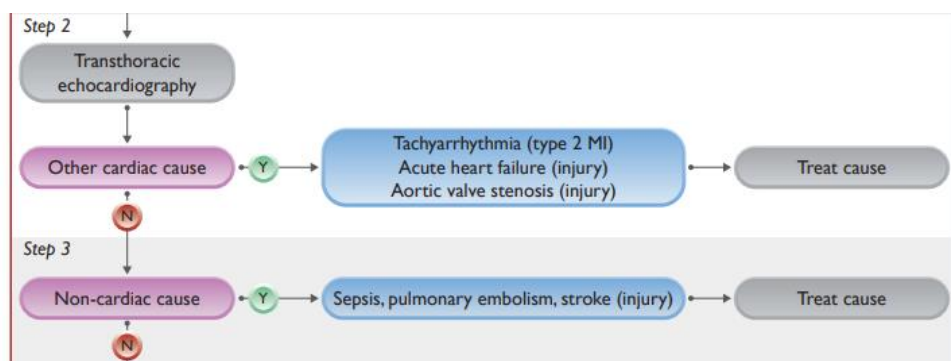 Step 2
Transthoracic
echocardiography
Other cardiac cause
Y
Tachyarrhythmia (type 2 MI)
Acute heart failure (injury)
Aortic valve stenosis (injury)
Treat cause
N
Step 3
Non-cardiac cause
Y
Sepsis, pulmonary embolism, stroke (injury)
Treat cause
N